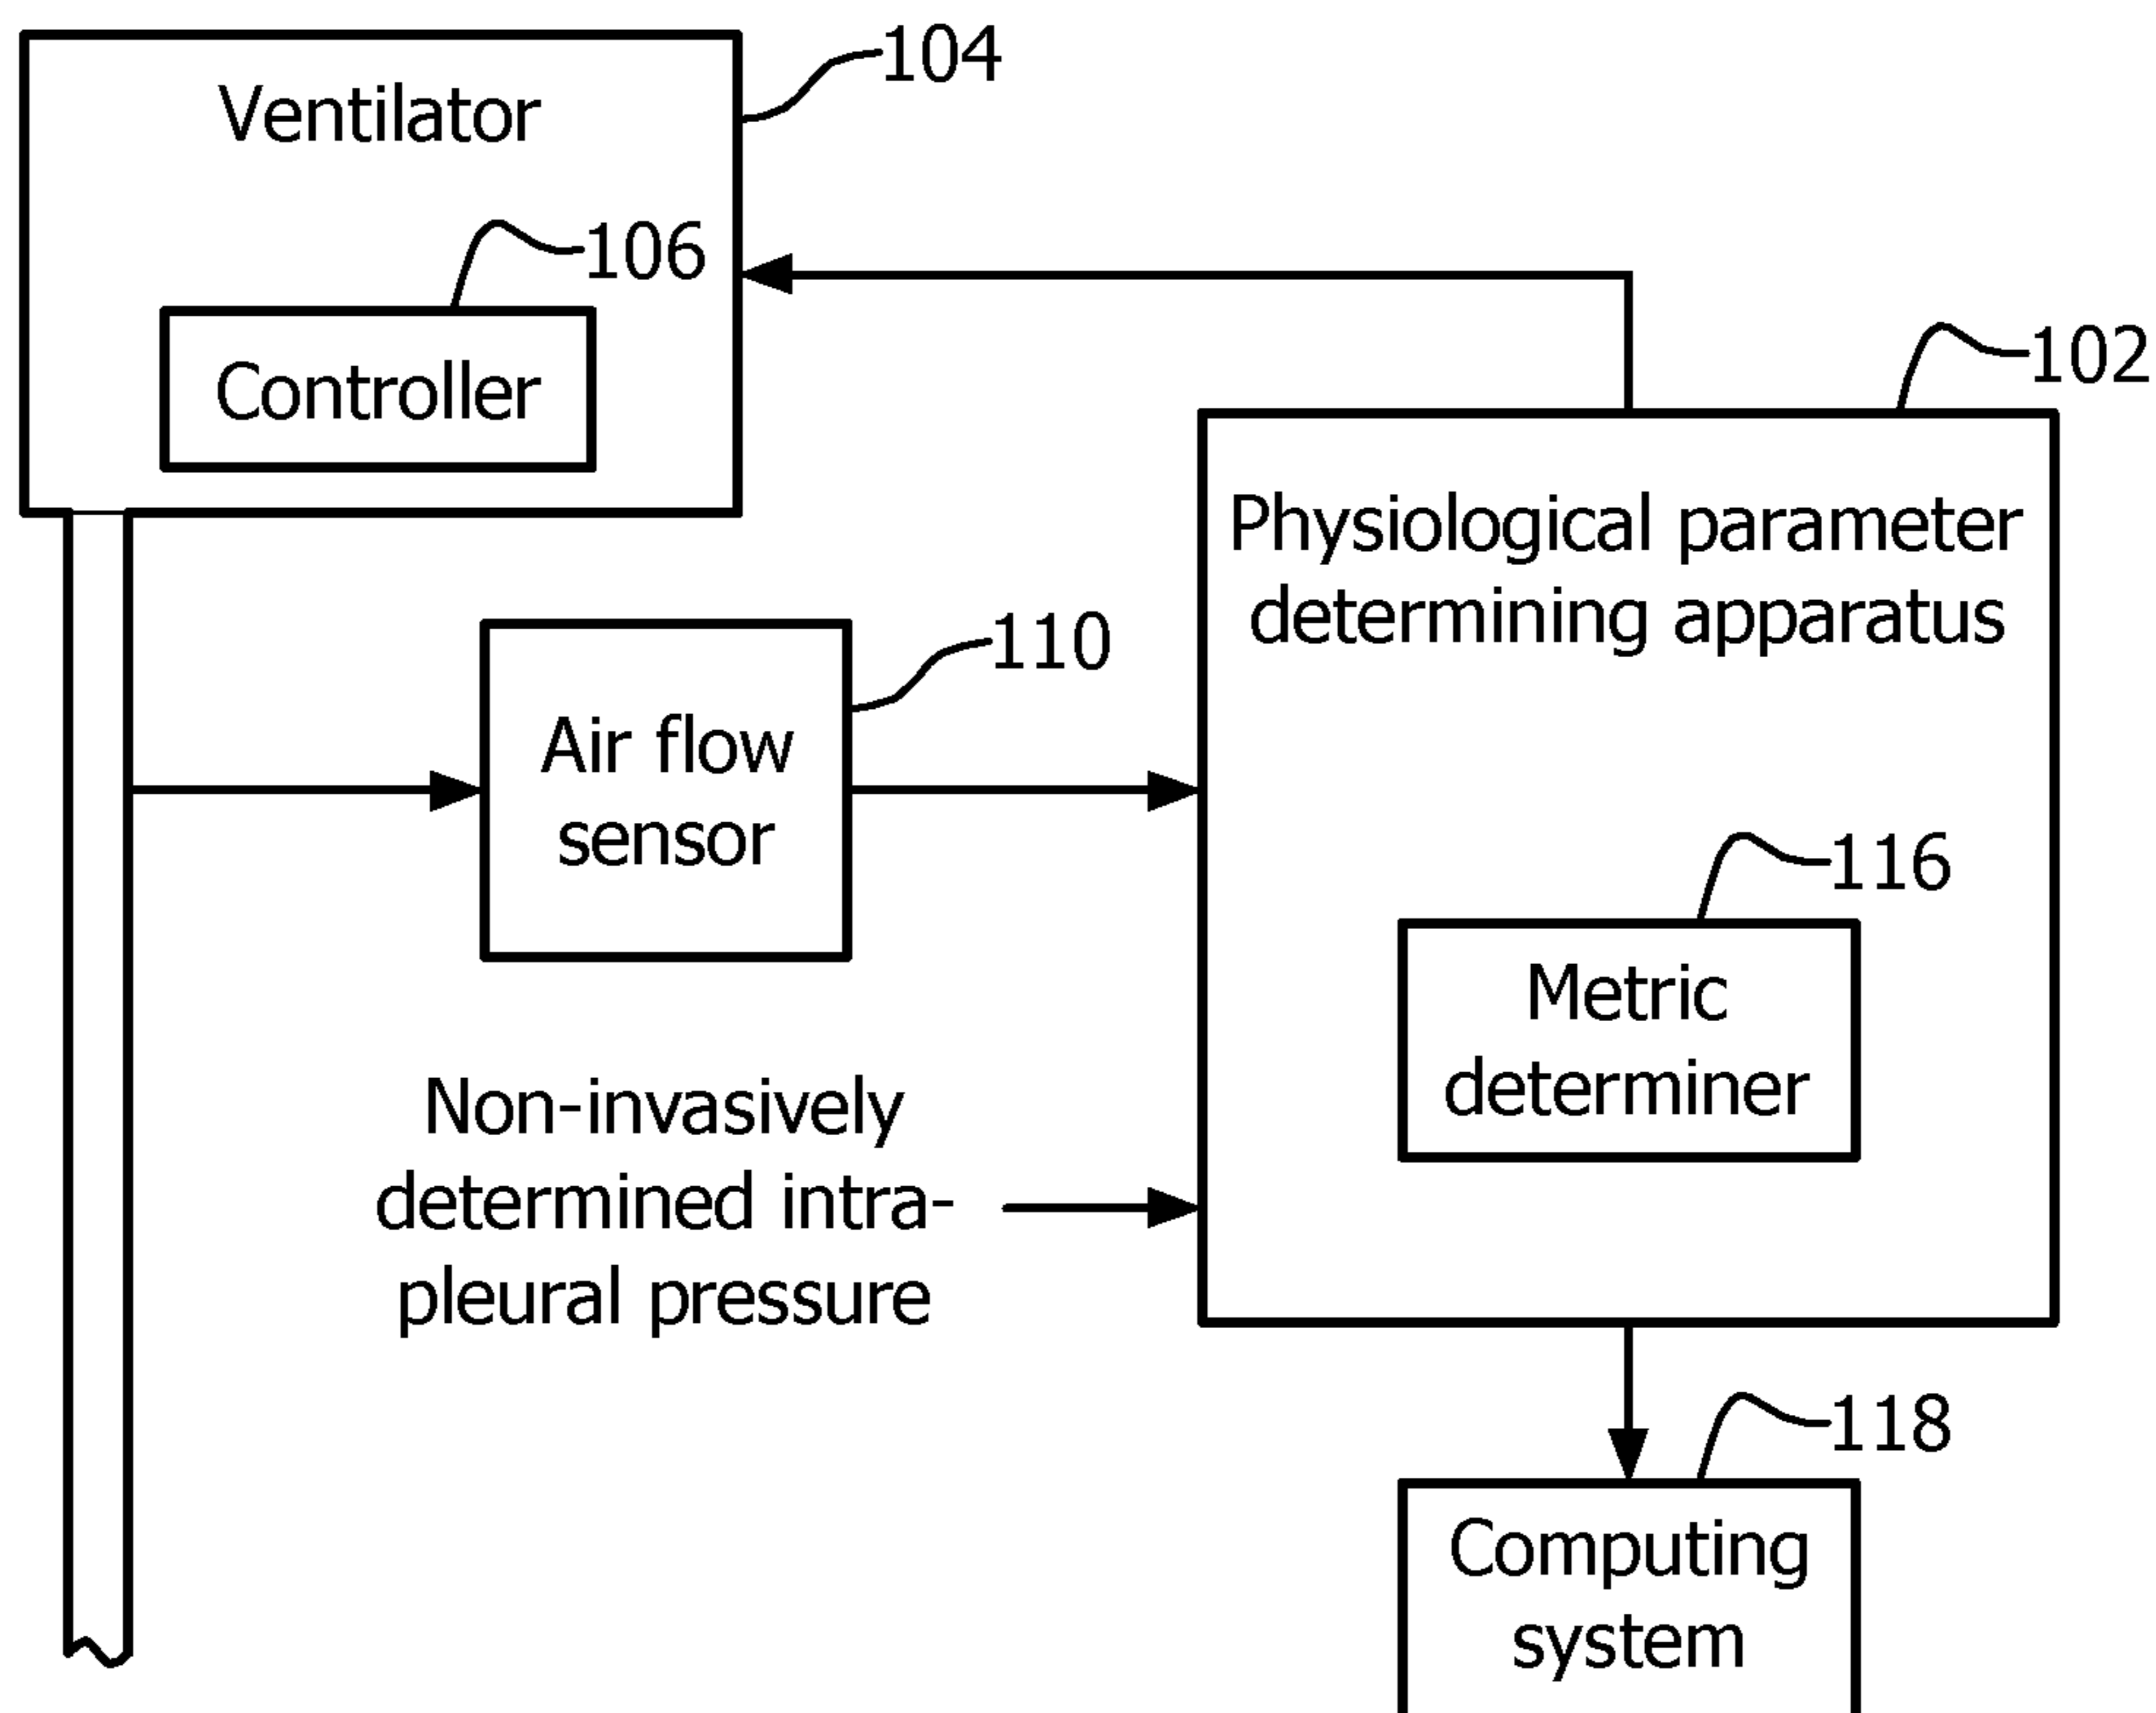 104
Ventilator
106
Controller
102
Physiological parameter
determining apparatus
110
Air flow
sensor
116
Metric
determiner
Non-invasively
determined intra-
pleural pressure
118
Computing
system